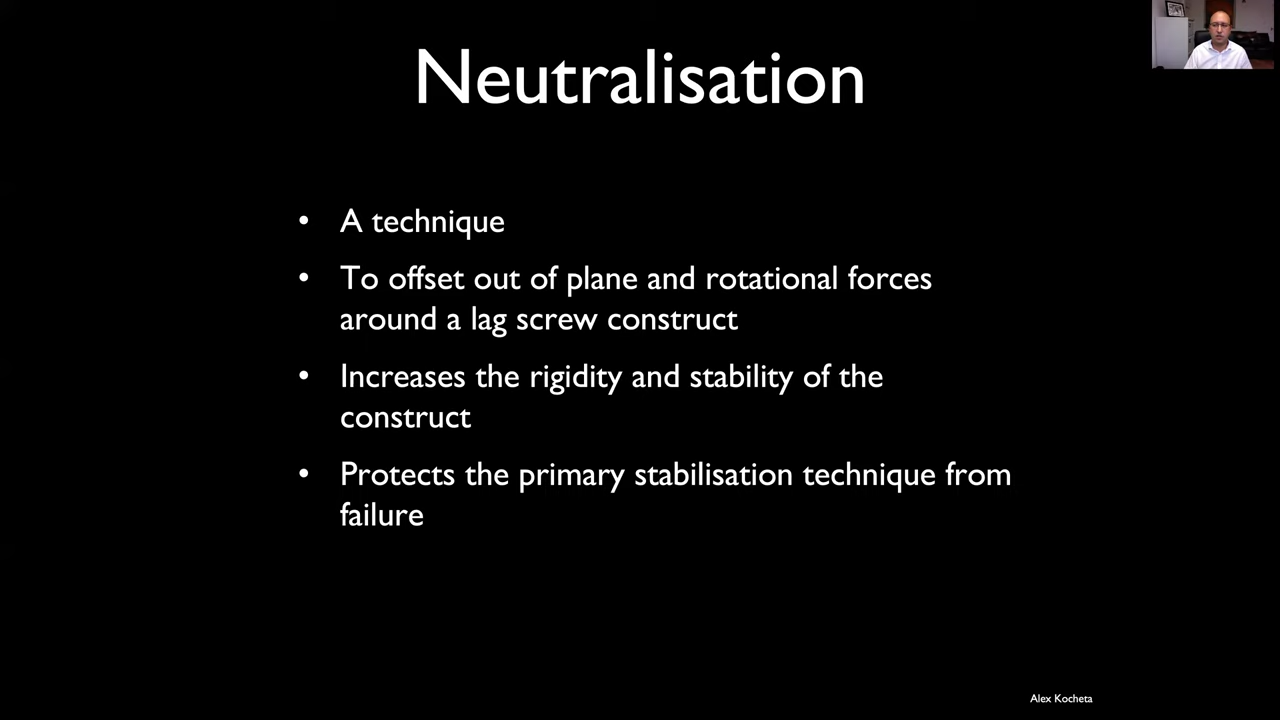 Neutralisation
• A technique
• To offset out of plane and rotational forces
around a lag screw construct
• Increases the rigidity and stability of the
construct
• Protects the primary stabilisation technique from
failure
Alex Kocheta